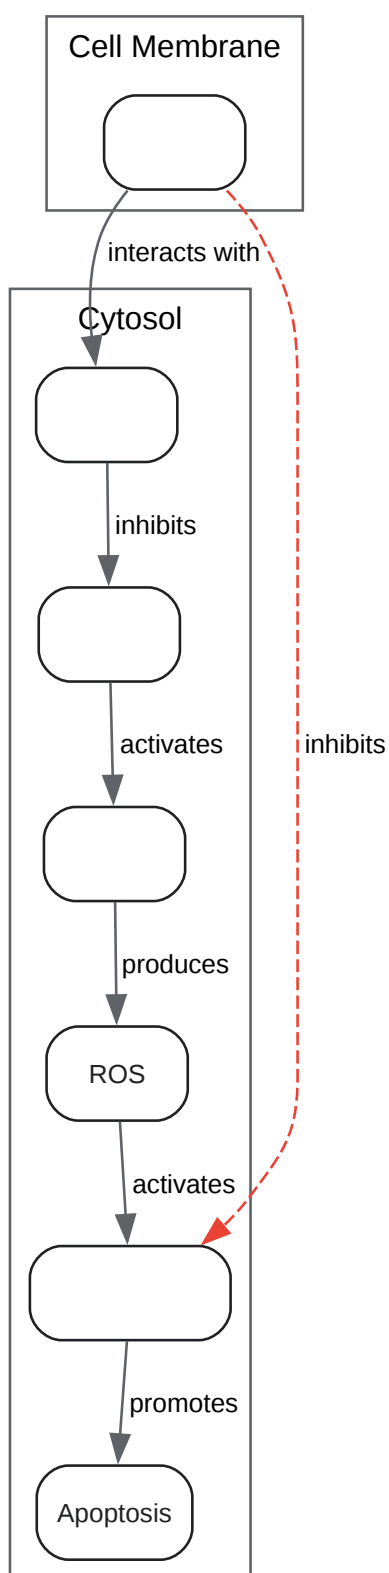 Cell Membrane
interacts with
Cytosol
inhibits
activates
inhibits
produces
ROS
activates
promotes
Apoptosis